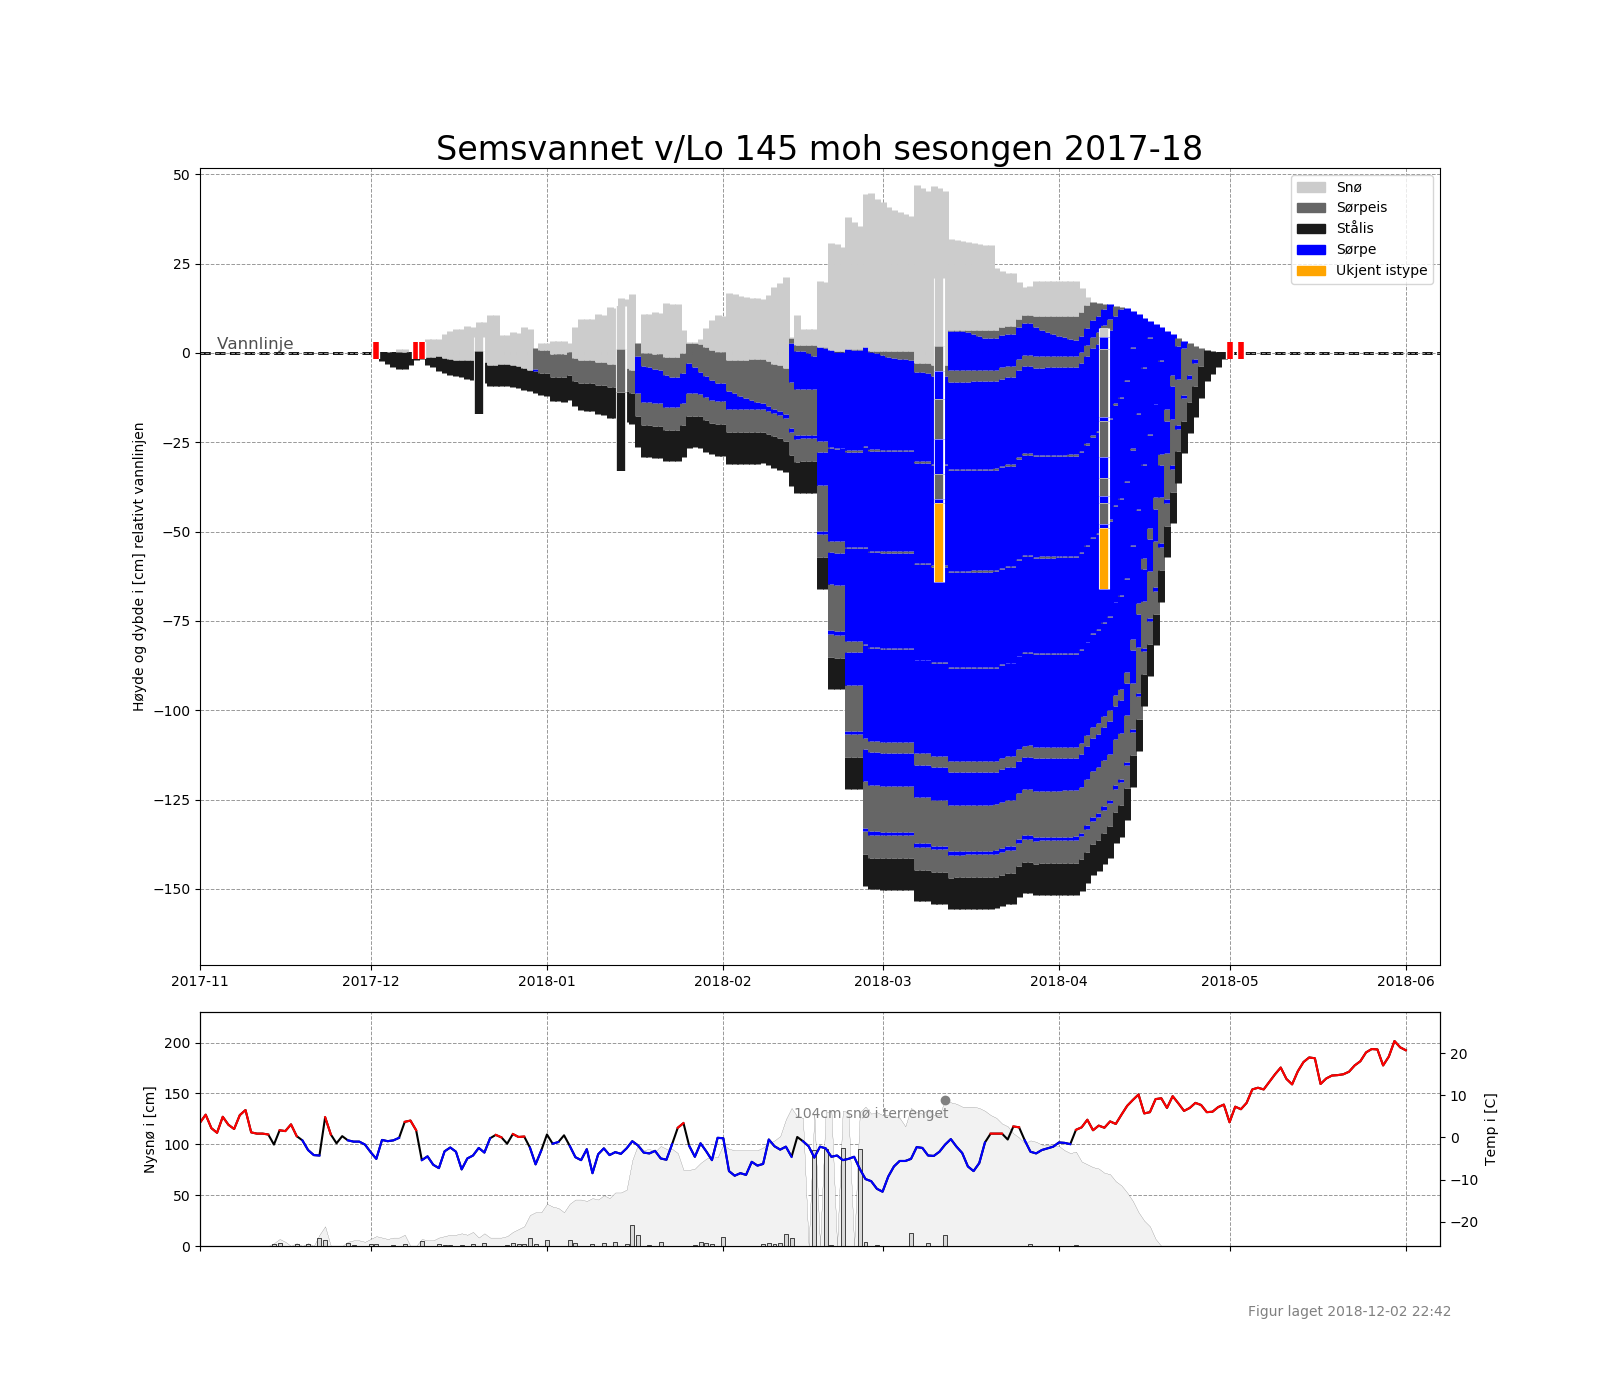 Semsvannet v/Lo 145 moh sesongen 2017-18
Høyde og dybde i [cm] relativt vannlinjen
50
25
0
−25
−50
−75
−100
−125
−150
Vannlinje
Snø
Sørpeis
Stålis
Sørpe
Ukjent istype
2017-11 2017-12 2018-01 2018-02 2018-03 2018-04 2018-05 2018-06
Nysnø i [cm]
200
150
100
50
0
104cm snø i terrenget
20
10
0
−10
−20
Temp i [C]
Figur laget 2018-12-02 22:42